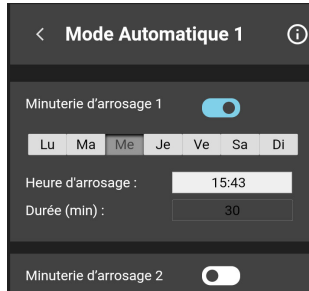 Mode Automatique 1
Minuterie d'arrosage 1
Lu Ma Me Je Ve Sa Di
Heure d'arrosage : 15:43
Durée (min) : 30
Minuterie d'arrosage 2